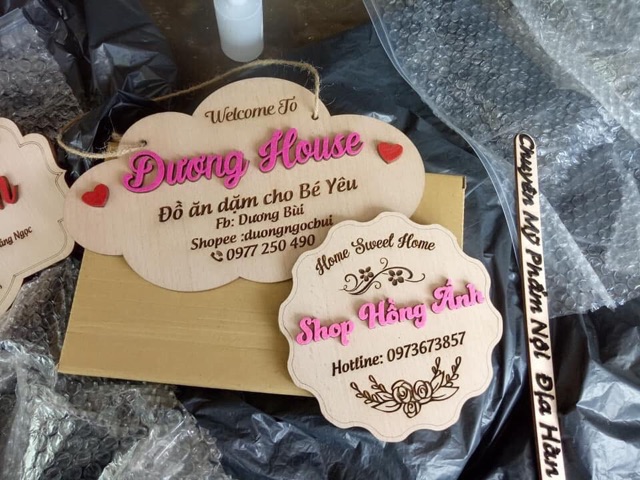 Welcome To
Dương House
Đồ ăn dặm cho Bé Yêu
Fb: Dương Bùi
Shopee :duongngocbui
0977 250 490
Home Sweet Home
Shop Hồng Ánh
Hotline: 0973673857
Chuyên Mỹ Phẩm Nội Địa Hàn
Ngọc